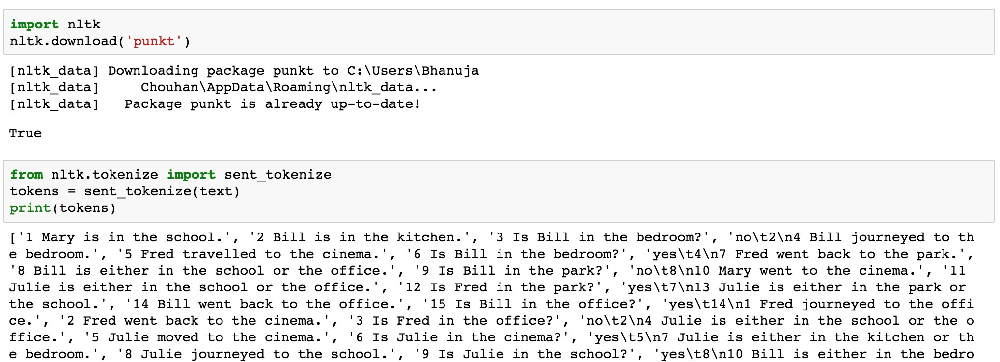 import nltk
nltk.download('punkt')
[nltk_data] Downloading package punkt to C:\Users\Bhanuja
[nltk_data]     Chouhan\AppData\Roaming\nltk_data...
[nltk_data]   Package punkt is already up-to-date!
True
from nltk.tokenize import sent_tokenize
tokens = sent_tokenize(text)
print(tokens)
['1 Mary is in the school.', '2 Bill is in the kitchen.', '3 Is Bill in the bedroom?', 'no\t2\n4 Bill journeyed to th
e bedroom.', '5 Fred travelled to the cinema.', '6 Is Bill in the bedroom?', 'yes\t4\n7 Fred went back to the park.',
'8 Bill is either in the school or the office.', '9 Is Bill in the park?', 'no\t8\n10 Mary went to the cinema.', '11
Julie is either in the school or the office.', '12 Is Fred in the park?', 'yes\t7\n13 Julie is either in the park or
the school.', '14 Bill went back to the office.', '15 Is Bill in the office?', 'yes\t14\n1 Fred journeyed to the offi
ce.', '2 Fred went back to the cinema.', '3 Is Fred in the office?', 'no\t2\n4 Julie is either in the school or the o
ffice.', '5 Julie moved to the cinema.', '6 Is Julie in the cinema?', 'yes\t5\n7 Julie is either in the kitchen or th
e bedroom.', '8 Julie journeyed to the school.', '9 Is Julie in the school?', 'yes\t8\n10 Bill is either in the bedro